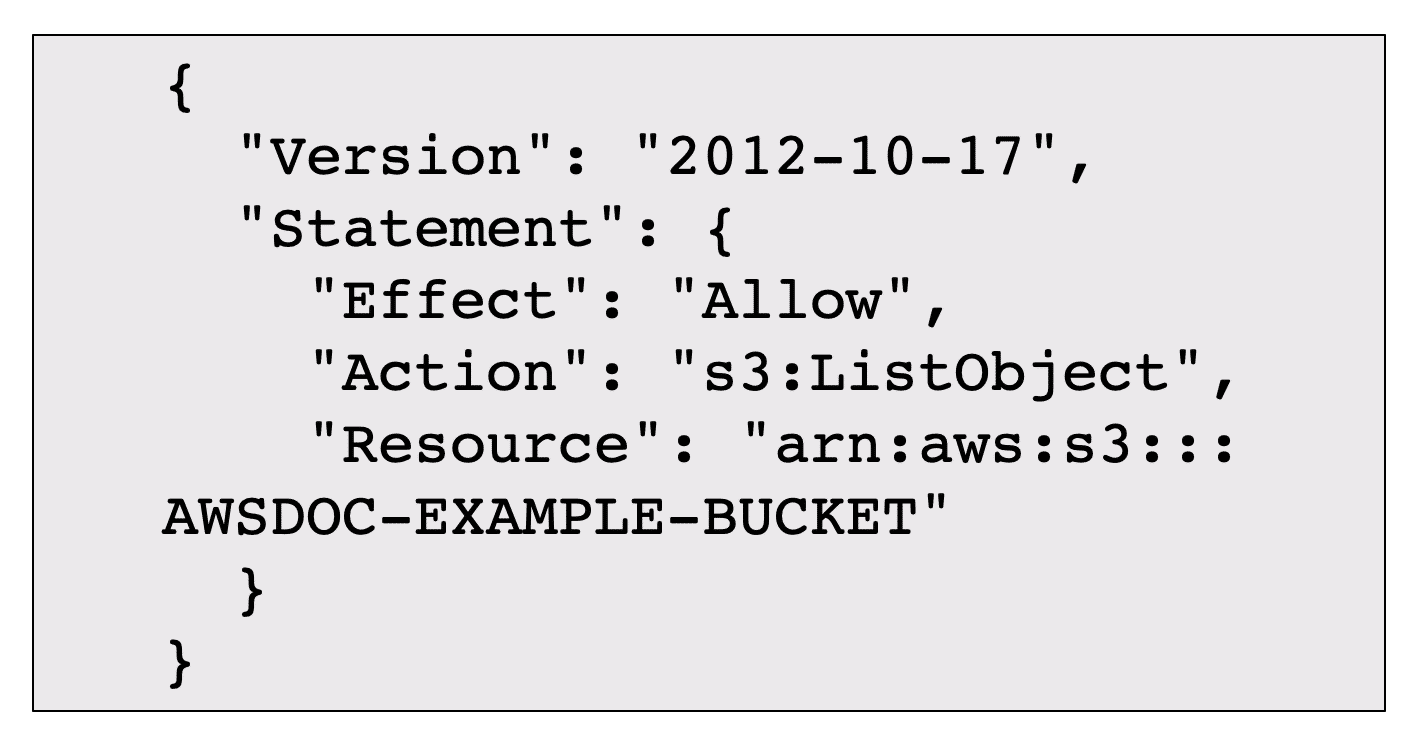 {
"Version": "2012-10-17",
"Statement": {
"Effect": "Allow",
"Action": "s3:ListObject",
"Resource": "arn:aws:s3:::
AWSDOC-EXAMPLE-BUCKET"
}
}